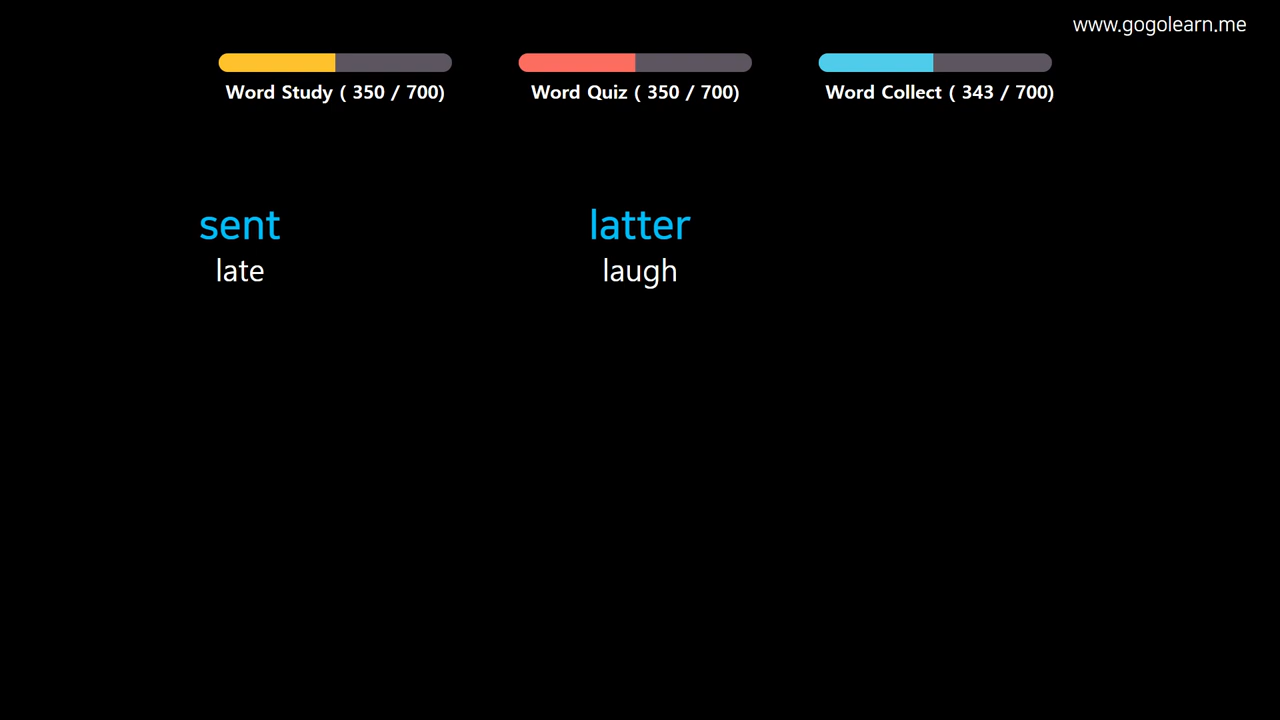 www.gogolearn.me
Word Study ( 350 / 700)
Word Quiz ( 350 / 700)
Word Collect ( 343 / 700)
sent
late
latter
laugh